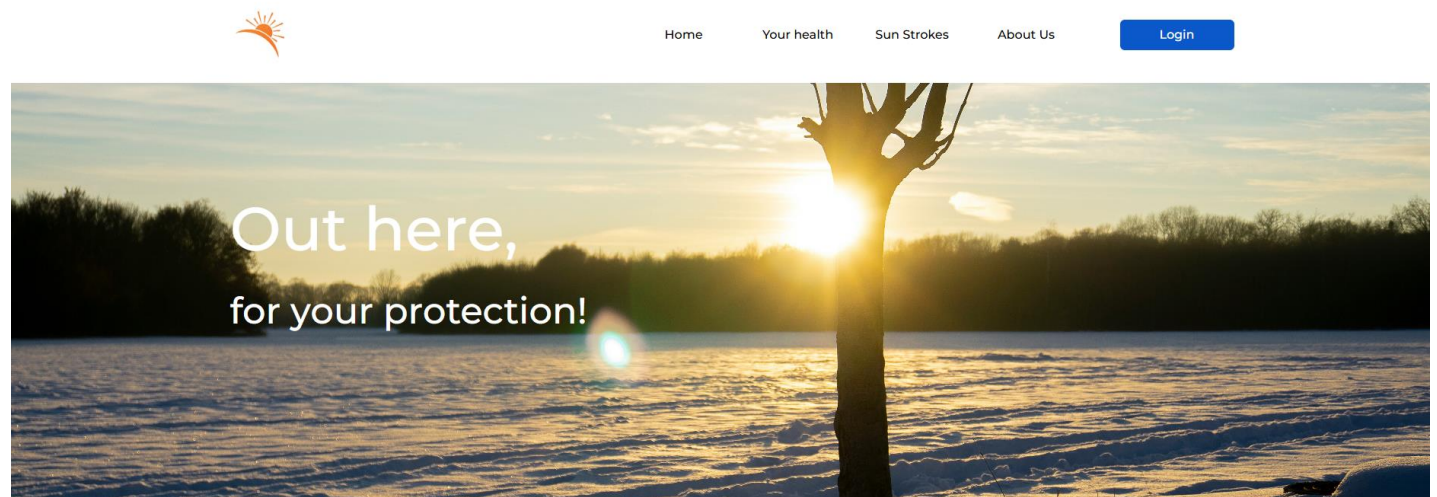 Home
Your health
Sun Strokes
About Us
Login
Out here,
for your protection!